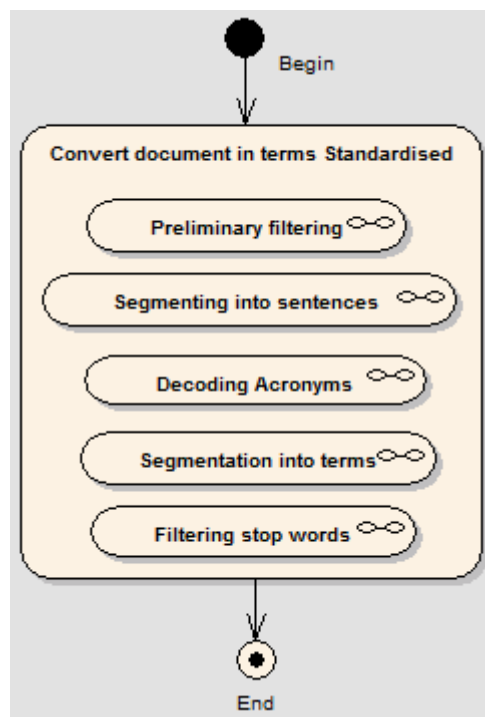 Begin
Convert document in terms Standardised
Preliminary filtering
Segmenting into sentences
Decoding Acronyms
Segmentation into terms
Filtering stop words
End